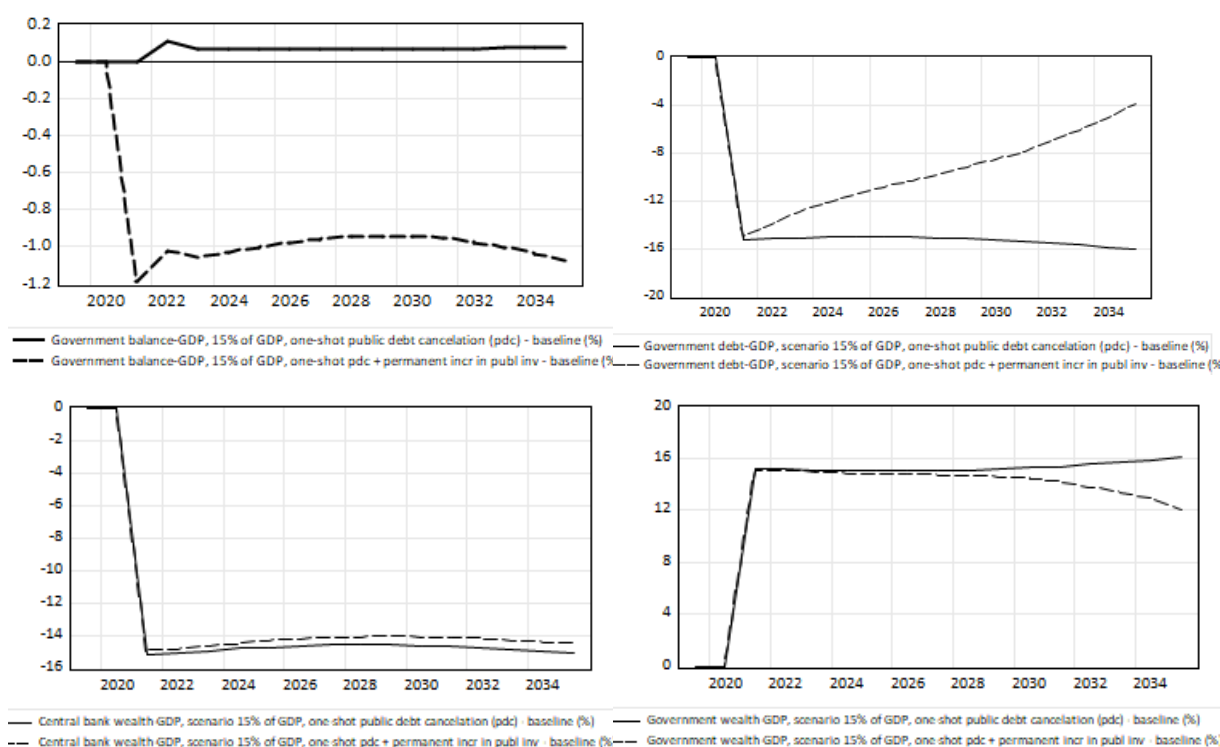 0.2
0.0
-0.2
-0.4
-0.6
-0.8
-1.0
-1.2
2020 2022 2024 2026 2028 2030 2032 2034
Government balance-GDP, 15% of GDP, one-shot public debt cancelation (pdc) - baseline (%)
Government balance-GDP, 15% of GDP, one-shot pdc + permanent incr in publ inv - baseline (%
0
-4
-8
-12
-16
-20
2020 2022 2024 2026 2028 2030 2032 2034
Government debt-GDP, scenario 15% of GDP, one-shot public debt cancelation (pdc) - baseline (%)
Government debt-GDP, scenario 15% of GDP, one-shot pdc + permanent incr in publ inv - baseline (%
0
-2
-4
-6
-8
-10
-12
-14
-16
2020 2022 2024 2026 2028 2030 2032 2034
Central bank wealth GDP, scenario 15% of GDP, one-shot public debt cancelation (pdc) - baseline (%)
Central bank wealth GDP, scenario 15% of GDP, one-shot pdc + permanent incr in publ inv - baseline (%
20
16
12
8
4
0
2020 2022 2024 2026 2028 2030 2032 2034
Government wealth GDP, scenario 15% of GDP, one-shot public debt cancelation (pdc) - baseline (%)
Government wealth GDP, scenario 15% of GDP, one-shot pdc + permanent incr in publ inv - baseline (%